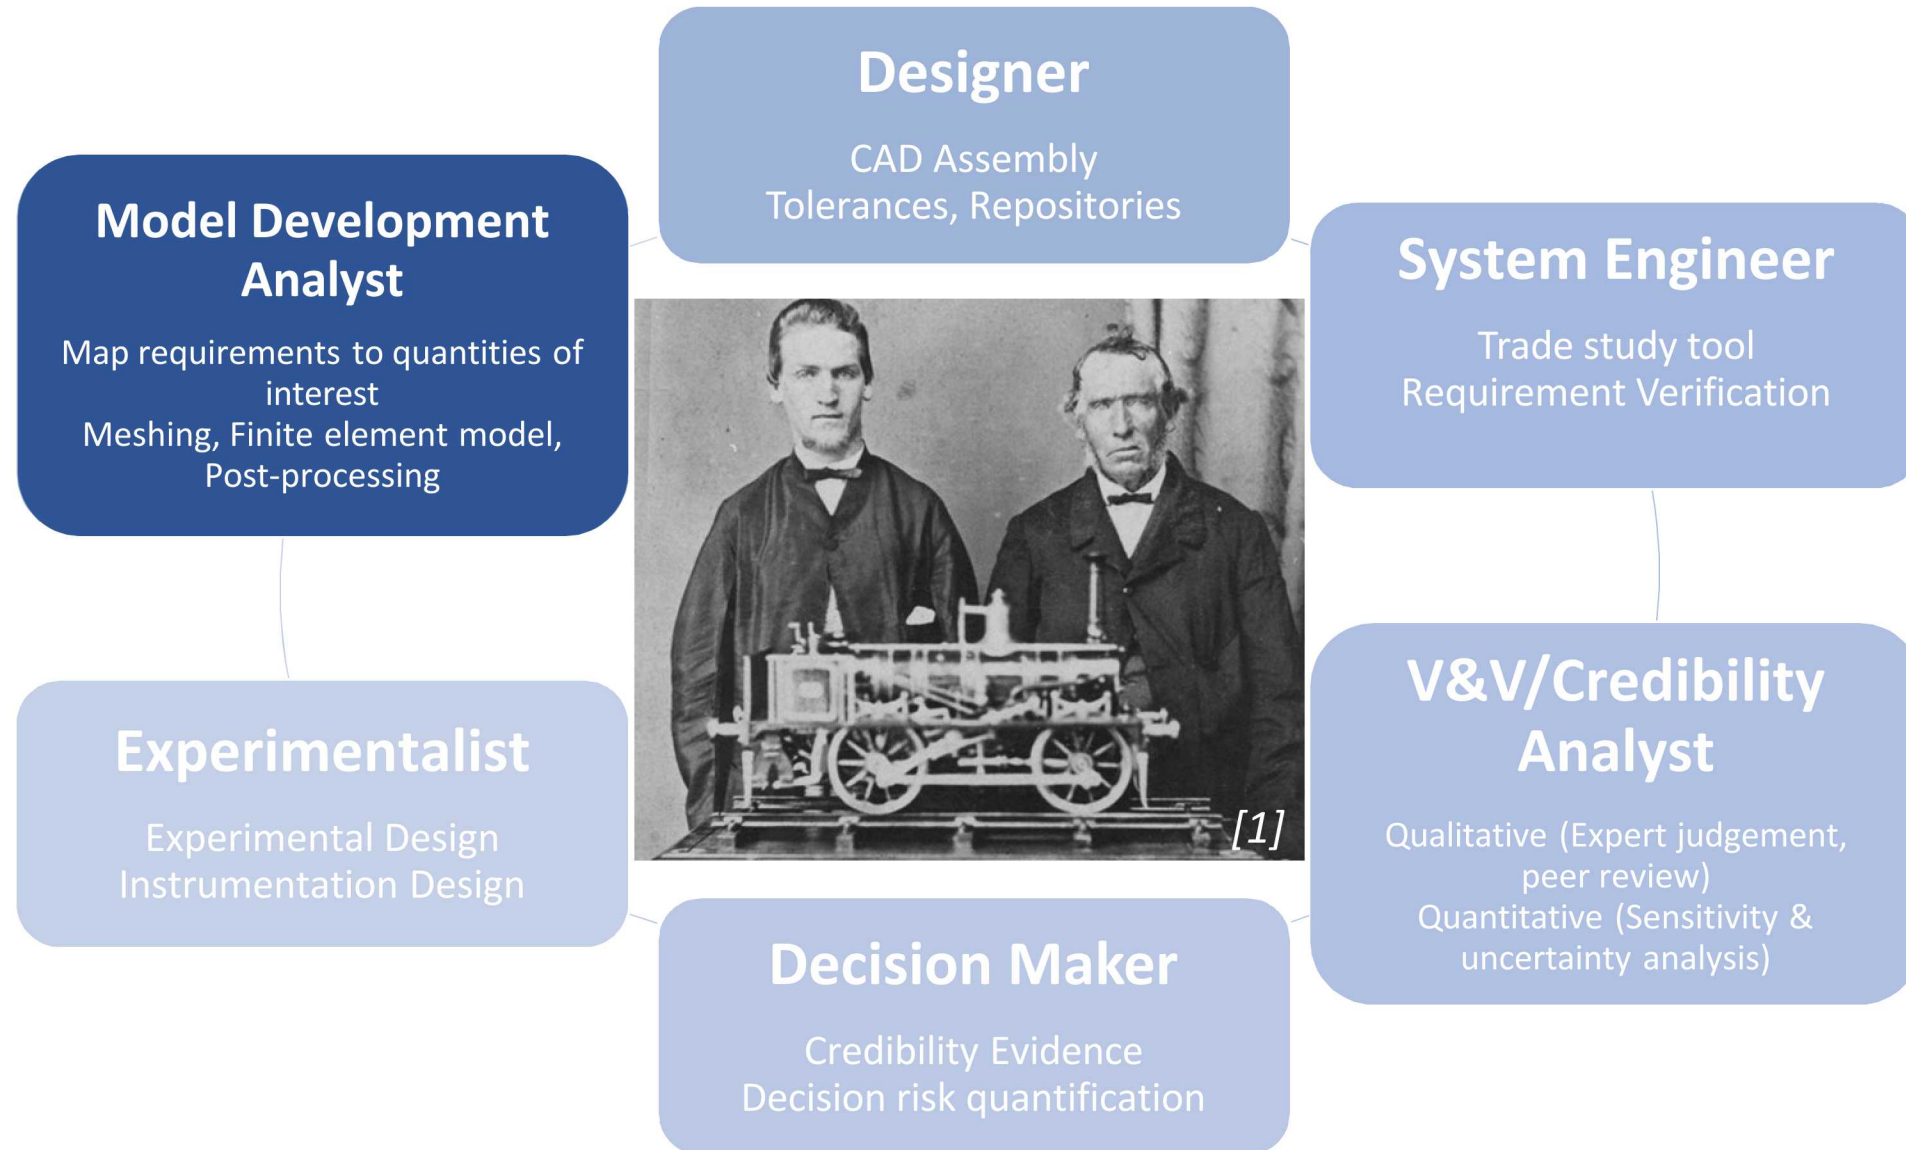 Designer
CAD Assembly
Tolerances, Repositories
Model Development
Analyst
Map requirements to quantities of
interest
Meshing, Finite element model,
Post-processing
System Engineer
Trade study tool
Requirement Verification
Experimentalist
Experimental Design
Instrumentation Design
[1]
V&V/Credibility
Analyst
Qualitative (Expert judgement,
peer review)
Quantitative (Sensitivity &
uncertainty analysis)
Decision Maker
Credibility Evidence
Decision risk quantification